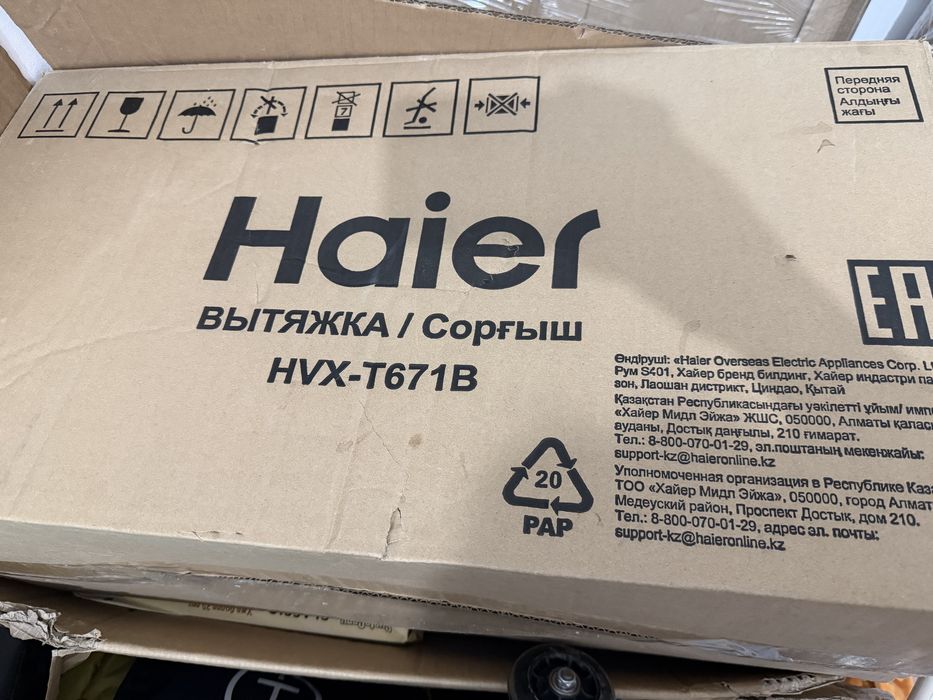 Передняя
сторона
Алдыңғы
жағы
7
Haier
ВЫТЯЖКА / Сорғыш
HVX-T671B
EAC
Өндіруші: «Haier Overseas Electric Appliances Corp.
Рум S401, Хайер бренд билдинг, Хайер индастри
зон, Лаошан дистрикт, Циндао, Қытай
Қазақстан Республикасындағы уәкілетті ұйым/
«Хайер Мидл Эйжа» ЖШС, 050000, Алматы
ауданы, Достық даңғылы, 210 ғимарат.
Тел.: 8-800-070-01-29, эл.поштаның мекенжайы:
support-kz@haieronline.kz
Уполномоченная организация в Республике
ТОО «Хайер Мидл Эйжа», 050000, город
Медеуский район, Проспект Достык, дом 210.
Тел.: 8-800-070-01-29, адрес эл. почты:
support-kz@haieronline.kz
20
PAP